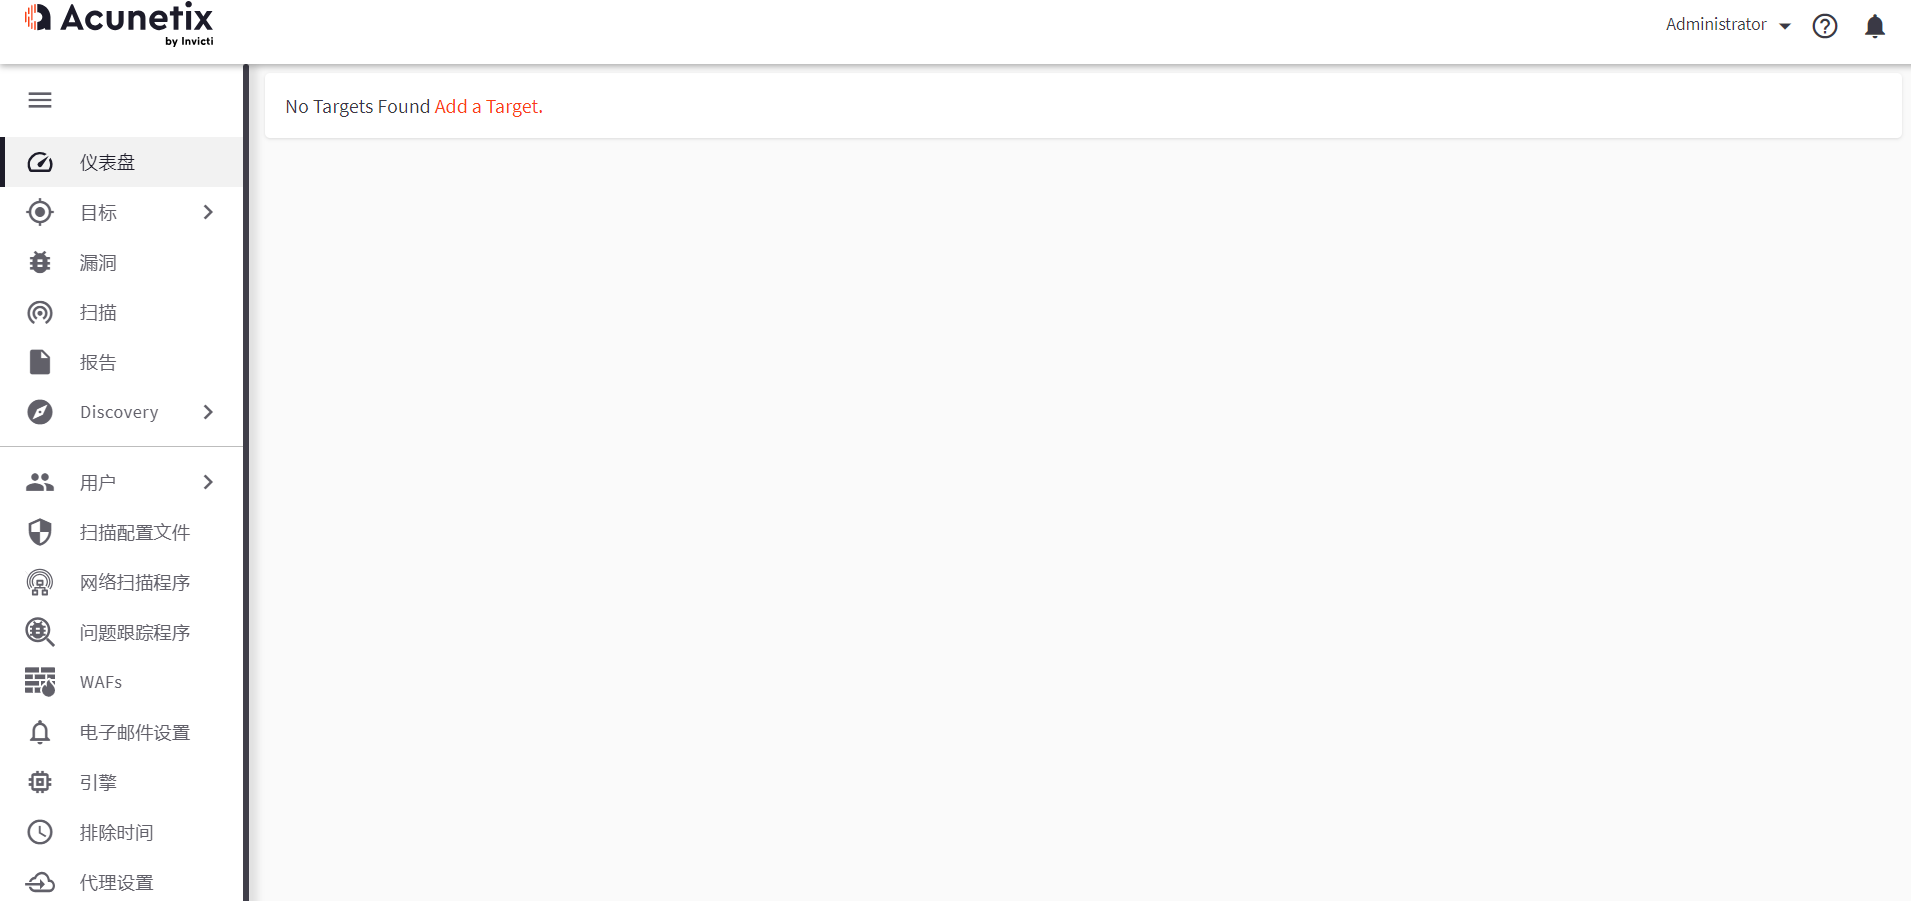 Acunetix
by Invicti
Administrator
No Targets Found Add a Target.
仪表盘
目标
漏洞
扫描
报告
Discovery
用户
扫描配置文件
网络扫描程序
问题跟踪程序
WAFs
电子邮件设置
引擎
排除时间
代理设置